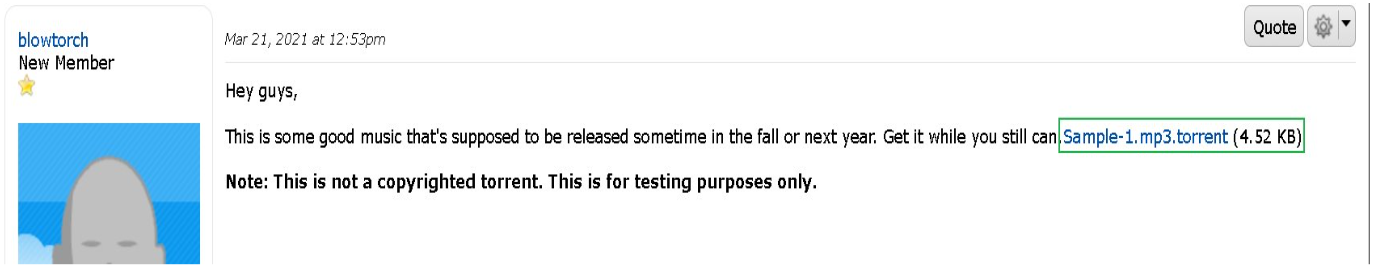 blowtorch
New Member
Mar 21, 2021 at 12:53pm
Quote
Hey guys,
This is some good music that's supposed to be released sometime in the fall or next year. Get it while you still can.Sample-1.mp3.torrent (4.52 KB)
Note: This is not a copyrighted torrent. This is for testing purposes only.